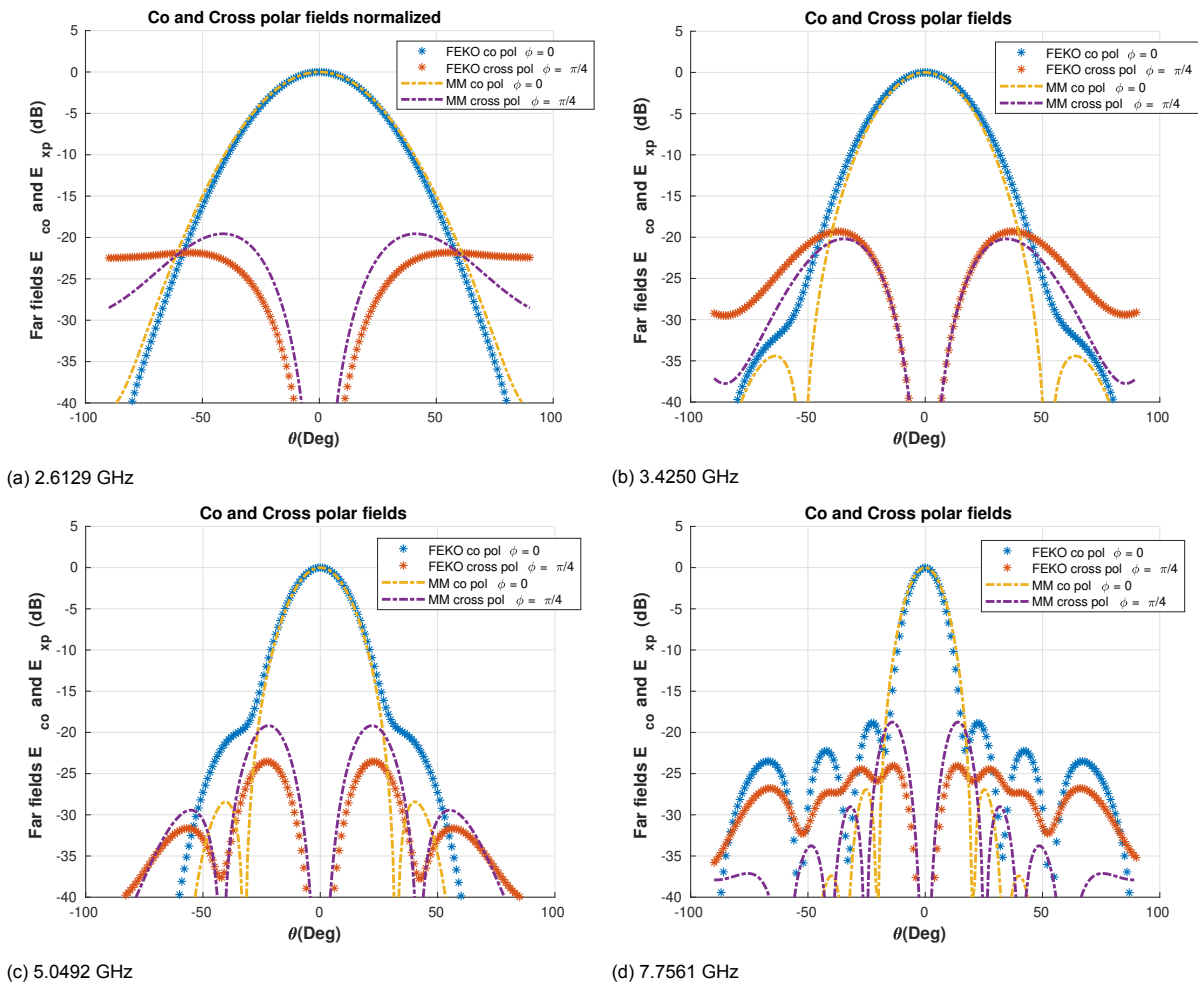 Co and Cross polar fields normalized
FEKO co pol ϕ = 0
FEKO cross pol ϕ = π/4
MM co pol ϕ = 0
MM cross pol ϕ = π/4
5
0
-5
-10
-15
-20
-25
-30
-35
-40
Far fields E co and E xp (dB)
-100
-50
0
50
100
θ(Deg)
(a) 2.6129 GHz
Co and Cross polar fields
FEKO co pol ϕ = 0
FEKO cross pol ϕ = π/4
MM co pol ϕ = 0
MM cross pol ϕ = π/4
5
0
-5
-10
-15
-20
-25
-30
-35
-40
Far fields E co and E xp (dB)
-100
-50
0
50
100
θ(Deg)
(b) 3.4250 GHz
Co and Cross polar fields
FEKO co pol ϕ = 0
FEKO cross pol ϕ = π/4
MM co pol ϕ = 0
MM cross pol ϕ = π/4
5
0
-5
-10
-15
-20
-25
-30
-35
-40
Far fields E co and E xp (dB)
-100
-50
0
50
100
θ(Deg)
(c) 5.0492 GHz
Co and Cross polar fields
FEKO co pol ϕ = 0
FEKO cross pol ϕ = π/4
MM co pol ϕ = 0
MM cross pol ϕ = π/4
5
0
-5
-10
-15
-20
-25
-30
-35
-40
Far fields E co and E xp (dB)
-100
-50
0
50
100
θ(Deg)
(d) 7.7561 GHz